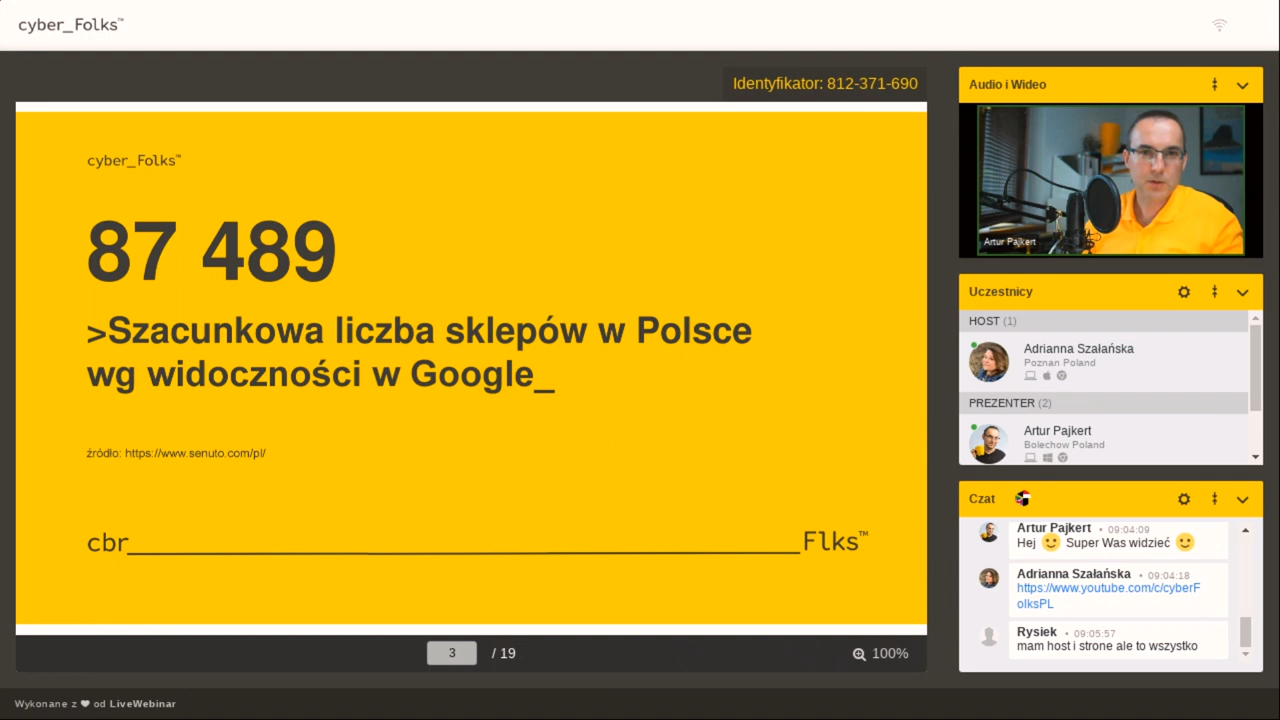 cyber_Folks™
Identyfikator: 812-371-690
cyber_Folks™
87 489
>Szacunkowa liczba sklepów w Polsce
wg widoczności w Google_
źródło: https://www.senuto.com/pl/
cbr_Flks™
3 / 19
100%
Audio i Wideo
Artur Pajkert
Uczestnicy
HOST (1)
Adrianna Szałańska
Poznan Poland
PREZENTER (2)
Artur Pajkert
Bolechow Poland
Czat
Artur Pajkert • 09:04:09
Hej 🙂 Super Was widzieć 🙂
Adrianna Szałańska • 09:04:18
https://www.youtube.com/c/cyberF
olksPL
Rysiek • 09:05:57
mam host i strone ale to wszystko
Wykonane z ❤ od LiveWebinar